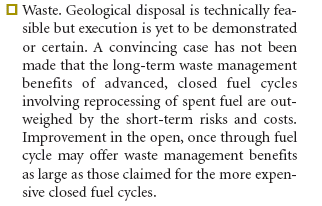 Waste. Geological disposal is technically fea-
sible but execution is yet to be demonstrated
or certain. A convincing case has not been
made that the long-term waste management
benefits of advanced, closed fuel cycles
involving reprocessing of spent fuel are out-
weighed by the short-term risks and costs.
Improvement in the open, once through fuel
cycle may offer waste management benefits
as large as those claimed for the more expen-
sive closed fuel cycles.